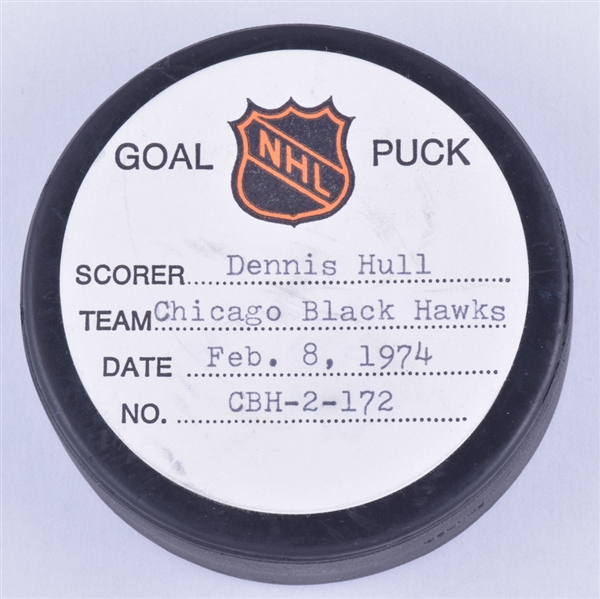 GOAL NHL PUCK
SCORER Dennis Hull
TEAM Chicago Black Hawks
DATE Feb. 8, 1974
NO. CBH-2-172